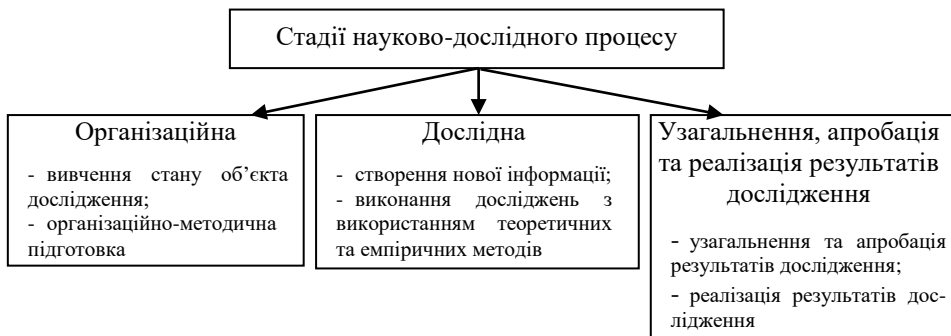 Стадії науково-дослідного процесу
Організаційна
- вивчення стану об’єкта
дослідження;
- організаційно-методична
підготовка
Дослідна
- створення нової інформації;
- виконання досліджень з
використанням теоретичних
та емпіричних методів
Узагальнення, апробація
та реалізація результатів
дослідження
- узагальнення та апробація
результатів дослідження;
- реалізація результатів дос-
лідження